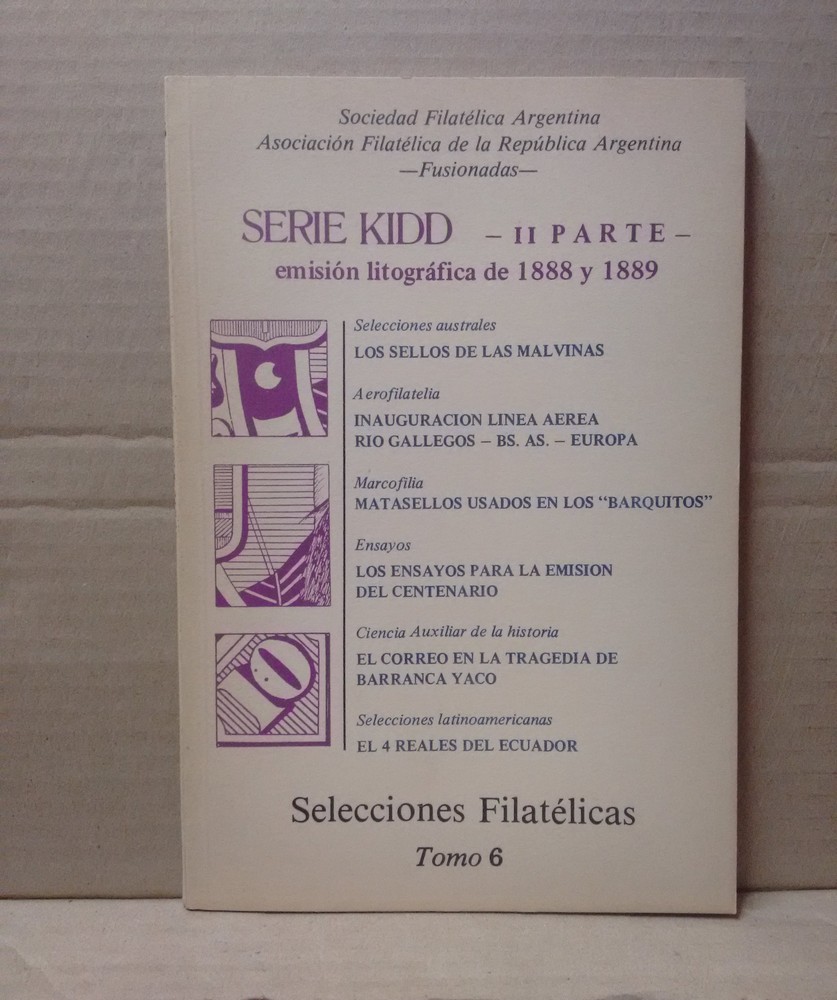 Sociedad Filatélica Argentina
Asociación Filatélica de la República Argentina
—Fusionadas—
SERIE KIDD – II PARTE –
emisión litográfica de 1888 y 1889
Selecciones australes
LOS SELLOS DE LAS MALVINAS
Aerofilatelia
INAUGURACION LINEA AEREA
RIO GALLEGOS – BS. AS. – EUROPA
Marcofilia
MATASELLOS USADOS EN LOS “BARQUITOS”
Ensayos
LOS ENSAYOS PARA LA EMISION
DEL CENTENARIO
Ciencia Auxiliar de la historia
EL CORREO EN LA TRAGEDIA DE
BARRANCA YACO
Selecciones latinoamericanas
EL 4 REALES DEL ECUADOR
Selecciones Filatélicas
Tomo 6